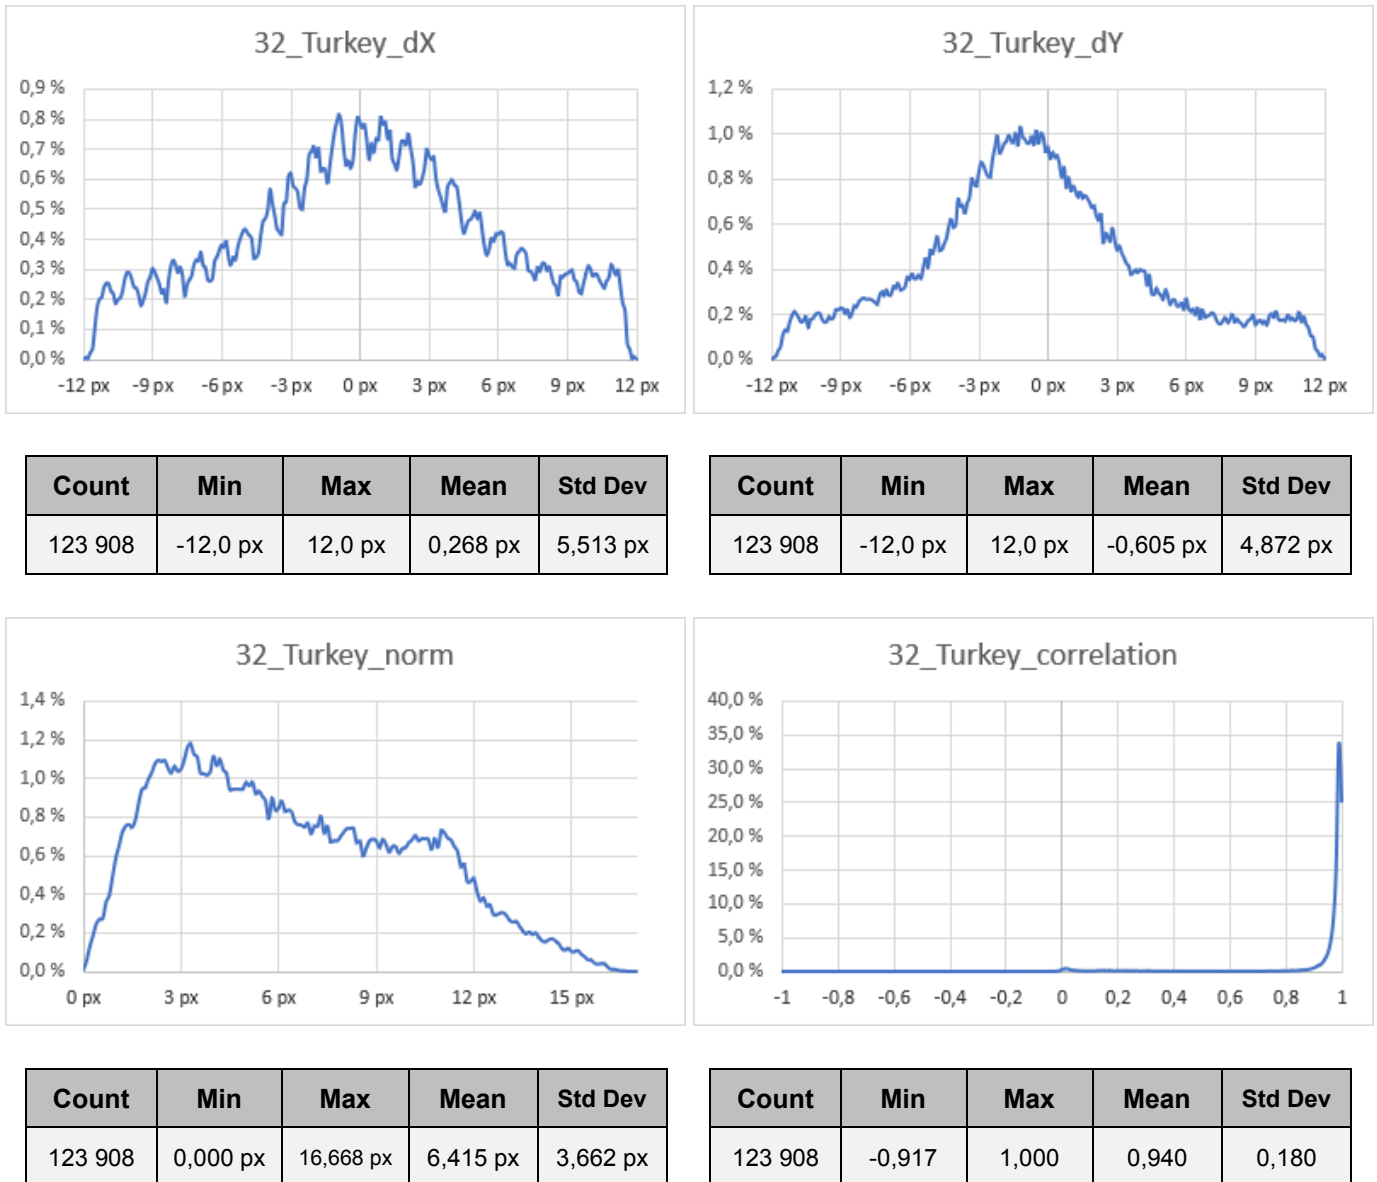 32_Turkey_dX
0,9 %
0,8 %
0,7 %
0,6 %
0,5 %
0,4 %
0,3 %
0,2 %
0,1 %
0,0 %
-12 px -9 px -6 px -3 px 0 px 3 px 6 px 9 px 12 px
32_Turkey_dY
1,2 %
1,0 %
0,8 %
0,6 %
0,4 %
0,2 %
0,0 %
-12 px -9 px -6 px -3 px 0 px 3 px 6 px 9 px 12 px
Count Min Max Mean Std Dev
123 908 -12,0 px 12,0 px 0,268 px 5,513 px
Count Min Max Mean Std Dev
123 908 -12,0 px 12,0 px -0,605 px 4,872 px
32_Turkey_norm
1,4 %
1,2 %
1,0 %
0,8 %
0,6 %
0,4 %
0,2 %
0,0 %
0 px 3 px 6 px 9 px 12 px 15 px
32_Turkey_correlation
40,0 %
35,0 %
30,0 %
25,0 %
20,0 %
15,0 %
10,0 %
5,0 %
0,0 %
-1 -0,8 -0,6 -0,4 -0,2 0 0,2 0,4 0,6 0,8 1
Count Min Max Mean Std Dev
123 908 0,000 px 16,668 px 6,415 px 3,662 px
Count Min Max Mean Std Dev
123 908 -0,917 1,000 0,940 0,180